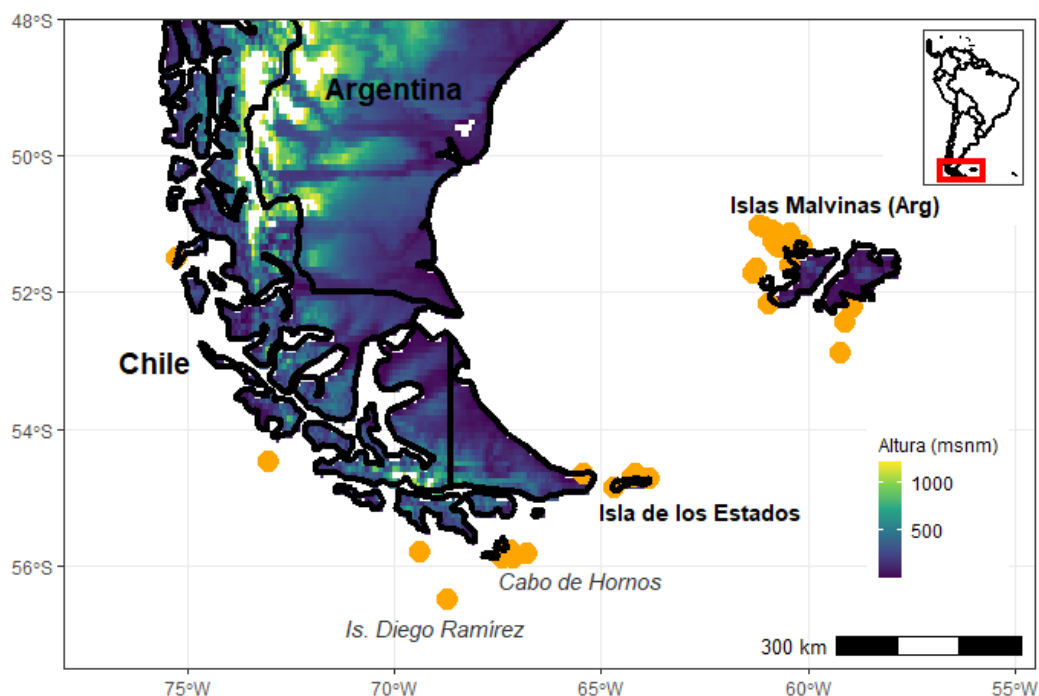 48°S
50°S
52°S
54°S
56°S
Argentina
Islas Malvinas (Arg)
Chile
Altura (msnm)
1000
500
Isla de los Estados
Cabo de Hornos
Is. Diego Ramirez
300 km
75°W
70°W
65°W
60°W
55°W